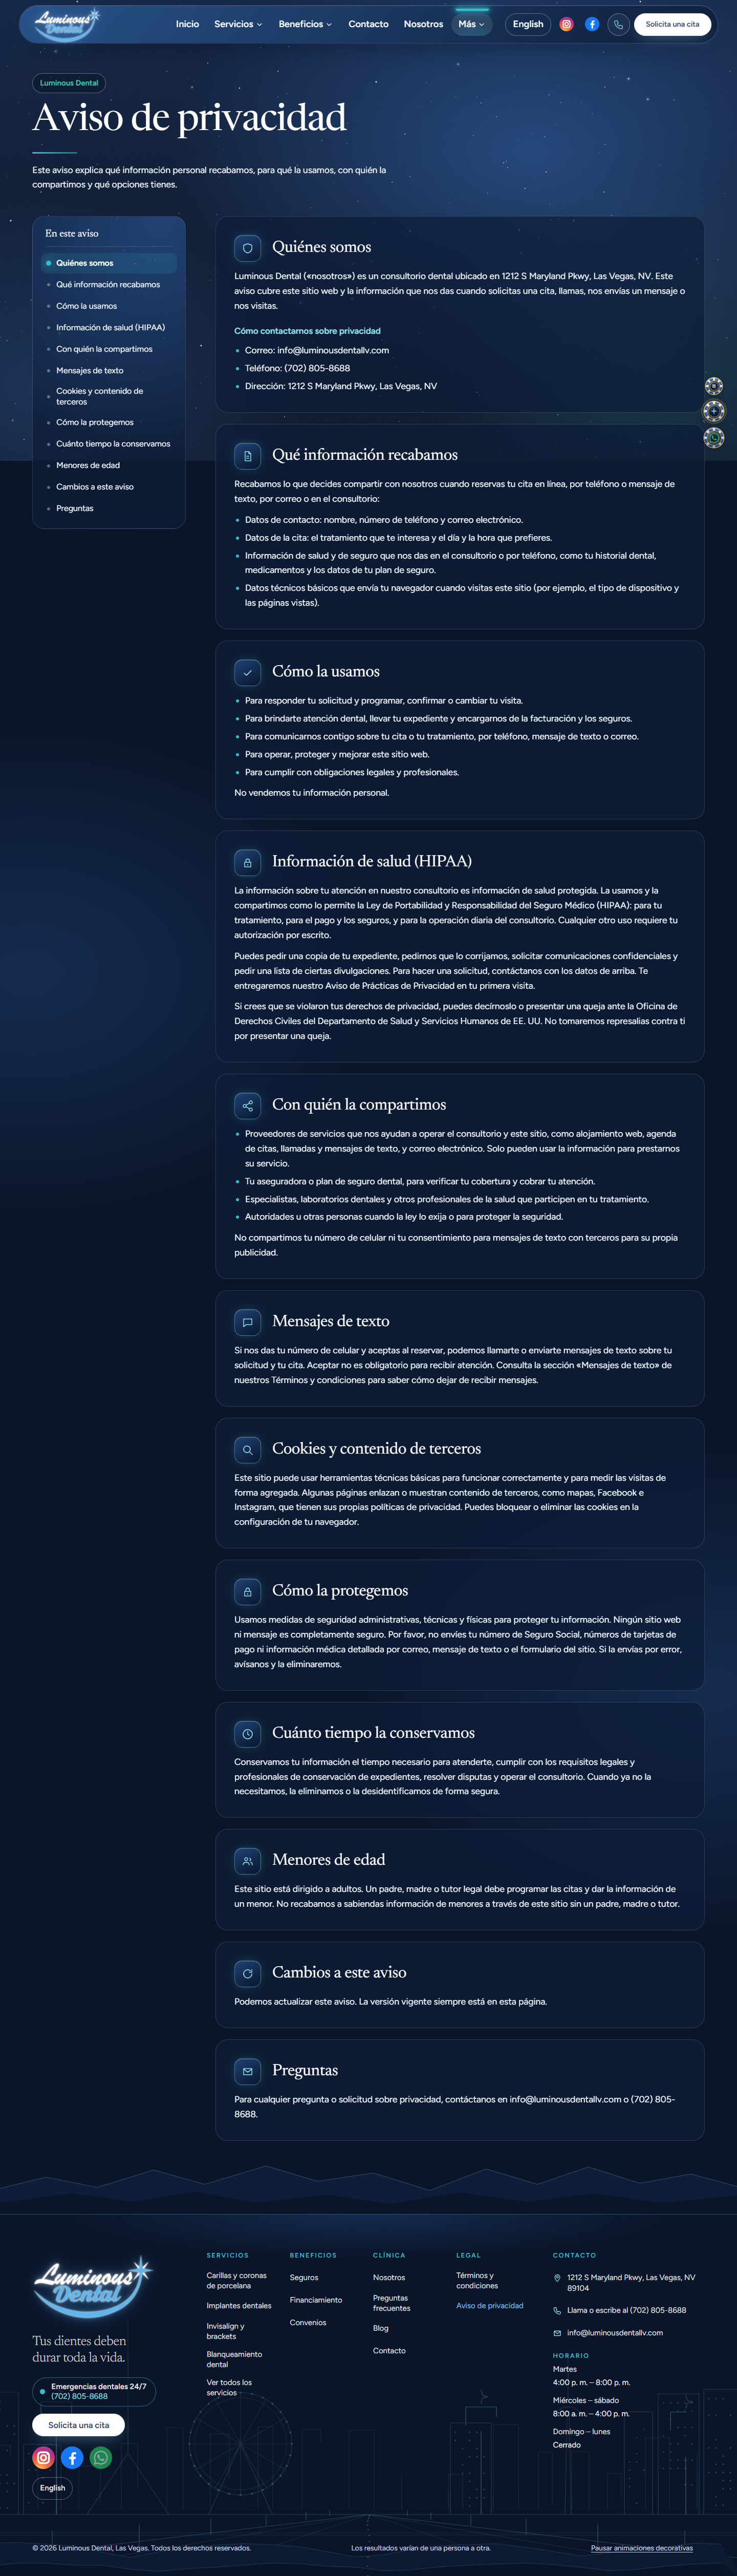 Luminous Dental
Inicio Servicios Beneficios Contacto Nosotros Más English Solicita una cita
Luminous Dental
Aviso de privacidad
Este aviso explica qué información personal recabamos, para qué la usamos, con quién la
compartimos y qué opciones tienes.
En este aviso
Quiénes somos
Qué información recabamos
Cómo la usamos
Información de salud (HIPAA)
Con quién la compartimos
Mensajes de texto
Cookies y contenido de
terceros
Cómo la protegemos
Cuánto tiempo la conservamos
Menores de edad
Cambios a este aviso
Preguntas
Quiénes somos
Luminous Dental («nosotros») es un consultorio dental ubicado en 1212 S Maryland Pkwy, Las Vegas, NV. Este
aviso cubre este sitio web y la información que nos das cuando solicitas una cita, llamas, nos envías un mensaje o
nos visitas.
Cómo contactarnos sobre privacidad
Correo: info@luminousdentallv.com
Teléfono: (702) 805-8688
Dirección: 1212 S Maryland Pkwy, Las Vegas, NV
Qué información recabamos
Recabamos lo que decides compartir con nosotros cuando reservas tu cita en línea, por teléfono o mensaje de
texto, por correo o en el consultorio:
Datos de contacto: nombre, número de teléfono y correo electrónico.
Datos de la cita: el tratamiento que te interesa y el día y la hora que prefieres.
Información de salud y de seguro que nos das en el consultorio o por teléfono, como tu historial dental,
medicamentos y los datos de tu plan de seguro.
Datos técnicos básicos que envía tu navegador cuando visitas este sitio (por ejemplo, el tipo de dispositivo y
las páginas vistas).
Cómo la usamos
Para responder tu solicitud y programar, confirmar o cambiar tu visita.
Para brindarte atención dental, llevar tu expediente y encargarnos de la facturación y los seguros.
Para comunicarnos contigo sobre tu cita o tu tratamiento, por teléfono, mensaje de texto o correo.
Para operar, proteger y mejorar este sitio web.
Para cumplir con obligaciones legales y profesionales.
No vendemos tu información personal.
Información de salud (HIPAA)
La información sobre tu atención en nuestro consultorio es información de salud protegida. La usamos y la
compartimos como lo permite la Ley de Portabilidad y Responsabilidad del Seguro Médico (HIPAA): para tu
tratamiento, para el pago y los seguros, y para la operación diaria del consultorio. Cualquier otro uso requiere tu
autorización por escrito.
Puedes pedir una copia de tu expediente, pedirnos que lo corrijamos, solicitar comunicaciones confidenciales y
pedir una lista de ciertas divulgaciones. Para hacer una solicitud, contáctanos con los datos de arriba. Te
entregaremos nuestro Aviso de Prácticas de Privacidad en tu primera visita.
Si crees que se violaron tus derechos de privacidad, puedes decírnoslo o presentar una queja ante la Oficina de
Derechos Civiles del Departamento de Salud y Servicios Humanos de EE. UU. No tomaremos represalias contra ti
por presentar una queja.
Con quién la compartimos
Proveedores de servicios que nos ayudan a operar el consultorio y este sitio, como alojamiento web, agenda
de citas, llamadas y mensajes de texto, y correo electrónico. Solo pueden usar la información para prestarnos
su servicio.
Tu aseguradora o plan de seguro dental, para verificar tu cobertura y cobrar tu atención.
Especialistas, laboratorios dentales y otros profesionales de la salud que participen en tu tratamiento.
Autoridades u otras personas cuando la ley lo exija o para proteger la seguridad.
No compartimos tu número de celular ni tu consentimiento para mensajes de texto con terceros para su propia
publicidad.
Mensajes de texto
Si nos das tu número de celular y aceptas al reservar, podemos llamarte o enviarte mensajes de texto sobre tu
solicitud y tu cita. Aceptar no es obligatorio para recibir atención. Consulta la sección «Mensajes de texto» de
nuestros Términos y condiciones para saber cómo dejar de recibir mensajes.
Cookies y contenido de terceros
Este sitio puede usar herramientas técnicas básicas para funcionar correctamente y para medir las visitas de
forma agregada. Algunas páginas enlazan o muestran contenido de terceros, como mapas, Facebook e
Instagram, que tienen sus propias políticas de privacidad. Puedes bloquear o eliminar las cookies en la
configuración de tu navegador.
Cómo la protegemos
Usamos medidas de seguridad administrativas, técnicas y físicas para proteger tu información. Ningún sitio web
ni mensaje es completamente seguro. Por favor, no envíes tu número de Seguro Social, números de tarjetas de
pago ni información médica detallada por correo, mensaje de texto o el formulario del sitio. Si la envías por error,
avísanos y la eliminaremos.
Cuánto tiempo la conservamos
Conservamos tu información el tiempo necesario para atenderte, cumplir con los requisitos legales y
profesionales de conservación de expedientes, resolver disputas y operar el consultorio. Cuando ya no la
necesitamos, la eliminamos o la desidentificamos de forma segura.
Menores de edad
Este sitio está dirigido a adultos. Un padre, madre o tutor legal debe programar las citas y dar la información de
un menor. No recabamos a sabiendas información de menores a través de este sitio sin un padre, madre o tutor.
Cambios a este aviso
Podemos actualizar este aviso. La versión vigente siempre está en esta página.
Preguntas
Para cualquier pregunta o solicitud sobre privacidad, contáctanos en info@luminousdentallv.com o (702) 805-
8688.
Luminous Dental
Tus dientes deben
durar toda la vida.
Emergencias dentales 24/7
(702) 805-8688
Solicita una cita
English
SERVICIOS
Carillas y coronas
de porcelana
Implantes dentales
Invisalign y
brackets
Blanqueamiento
dental
Ver todos los
servicios
BENEFICIOS
Seguros
Financiamiento
Convenios
CLÍNICA
Nosotros
Preguntas
frecuentes
Blog
Contacto
LEGAL
Términos y
condiciones
Aviso de privacidad
CONTACTO
1212 S Maryland Pkwy, Las Vegas, NV
89104
Llama o escribe al (702) 805-8688
info@luminousdentallv.com
HORARIO
Martes
4:00 p. m. – 8:00 p. m.
Miércoles – sábado
8:00 a. m. – 4:00 p. m.
Domingo – lunes
Cerrado
© 2026 Luminous Dental, Las Vegas. Todos los derechos reservados.
Los resultados varían de una persona a otra.
Pausar animaciones decorativas